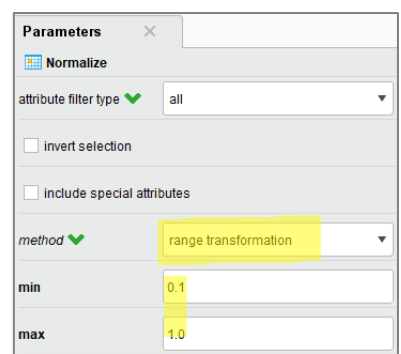 Parameters
Normalize
attribute filter type all
invert selection
include special attributes
method range transformation
min 0.1
max 1.0